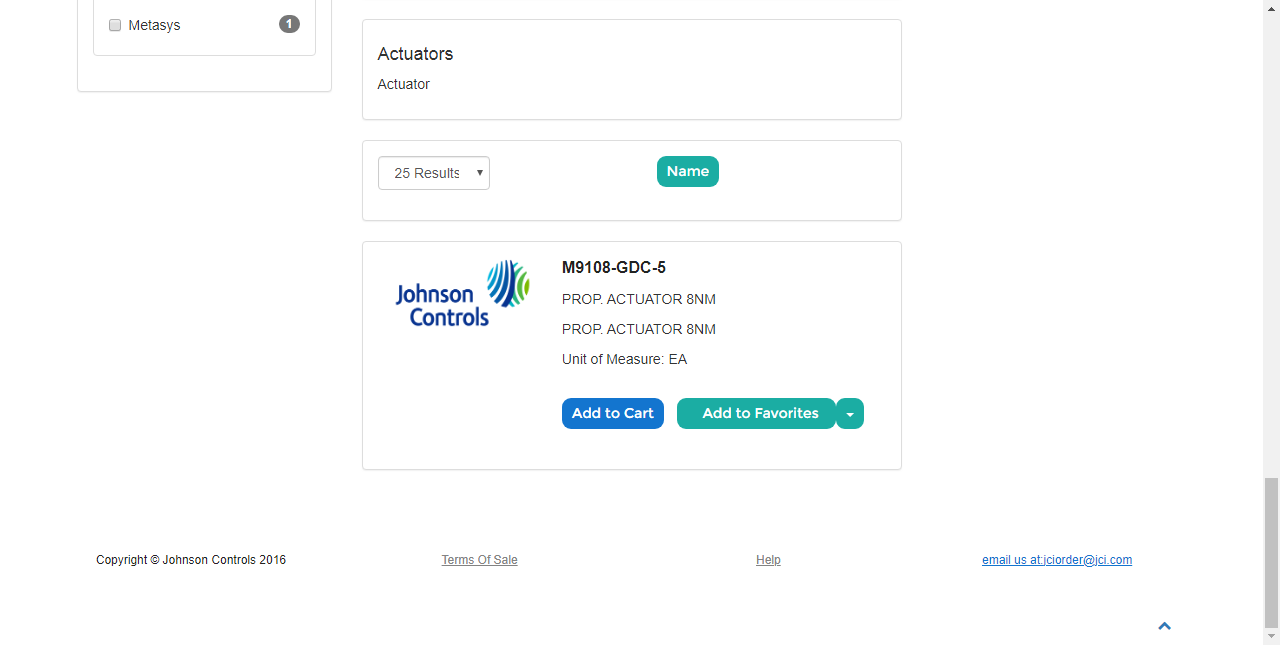 Metasys 1
Actuators
Actuator
25 Results
Name
Johnson
Controls
M9108-GDC-5
PROP. ACTUATOR 8NM
PROP. ACTUATOR 8NM
Unit of Measure: EA
Add to Cart
Add to Favorites
Copyright © Johnson Controls 2016
Terms Of Sale
Help
email us at:jciorder@jci.com